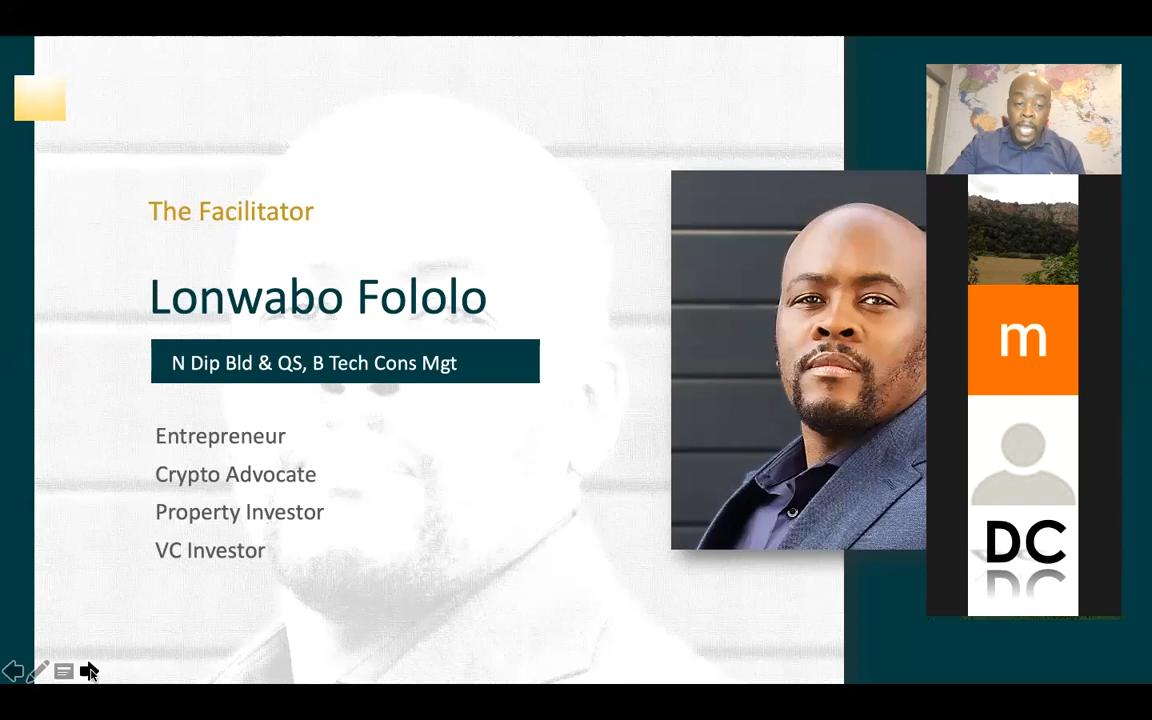 The Facilitator
Lonwabo Fololo
N Dip Bld & QS, B Tech Cons Mgt
Entrepreneur
Crypto Advocate
Property Investor
VC Investor
m
DC